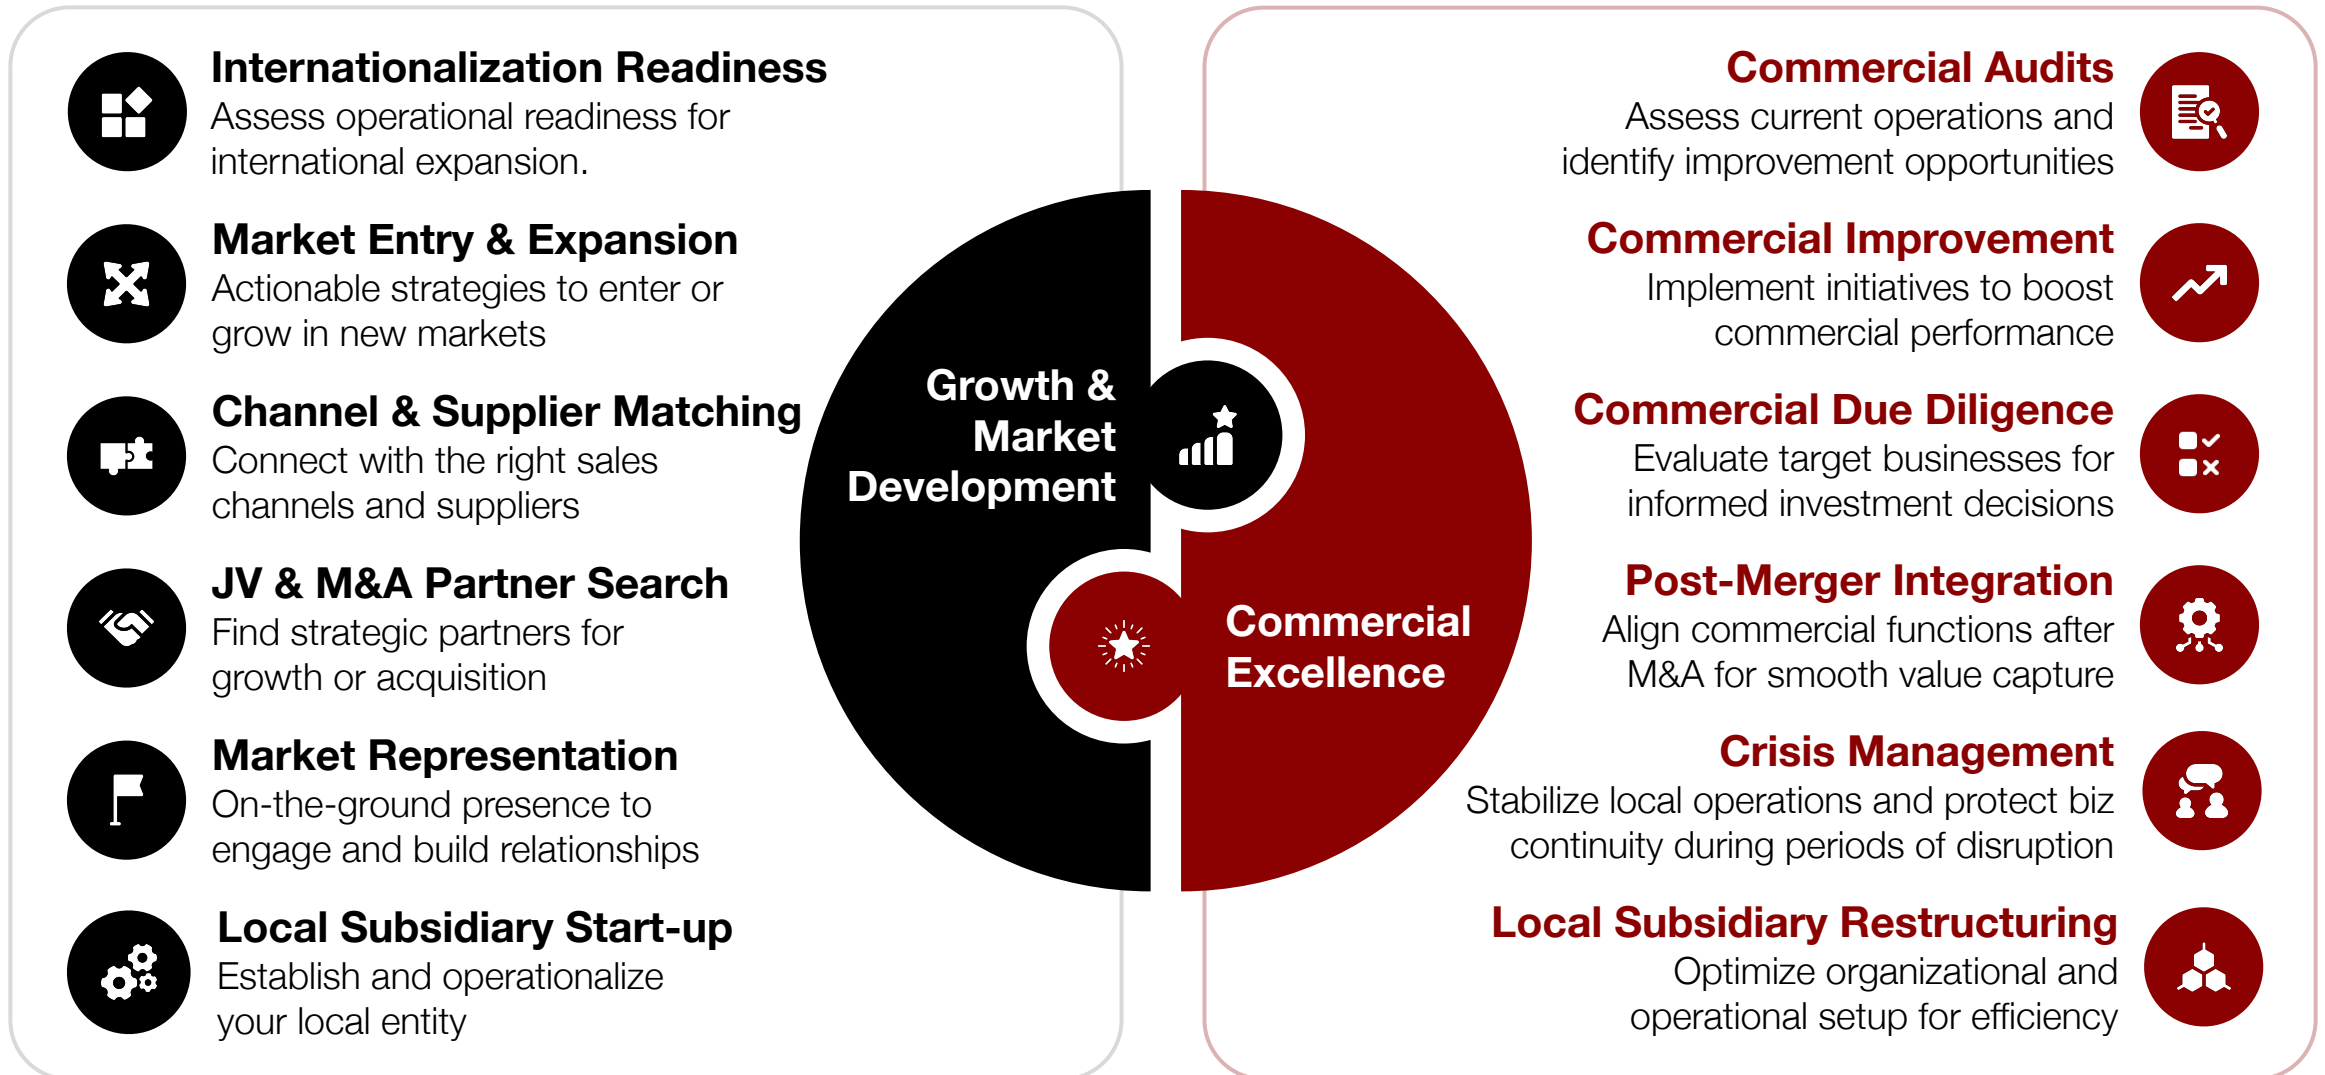 Internationalization Readiness
Assess operational readiness for
international expansion.
Market Entry & Expansion
Actionable strategies to enter or
grow in new markets
Channel & Supplier Matching
Connect with the right sales
channels and suppliers
JV & M&A Partner Search
Find strategic partners for
growth or acquisition
Market Representation
On-the-ground presence to
engage and build relationships
Local Subsidiary Start-up
Establish and operationalize
your local entity
Growth &
Market
Development
Commercial
Excellence
Commercial Audits
Assess current operations and
identify improvement opportunities
Commercial Improvement
Implement initiatives to boost
commercial performance
Commercial Due Diligence
Evaluate target businesses for
informed investment decisions
Post-Merger Integration
Align commercial functions after
M&A for smooth value capture
Crisis Management
Stabilize local operations and protect biz
continuity during periods of disruption
Local Subsidiary Restructuring
Optimize organizational and
operational setup for efficiency